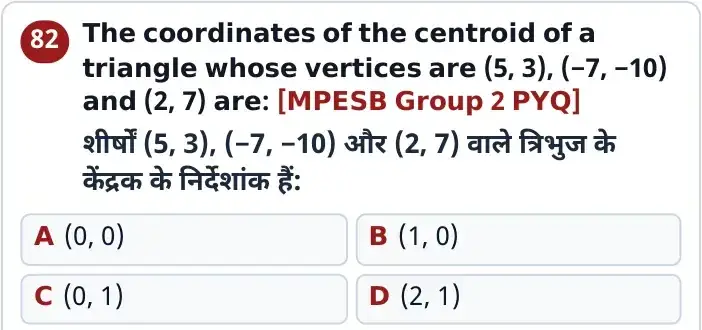 82 The coordinates of the centroid of a
triangle whose vertices are (5, 3), (−7, −10)
and (2, 7) are: [MPESB Group 2 PYQ]
शीर्षों (5, 3), (−7, −10) और (2, 7) वाले त्रिभुज के
केंद्रक के निर्देशांक हैं:
A (0, 0)
B (1, 0)
C (0, 1)
D (2, 1)